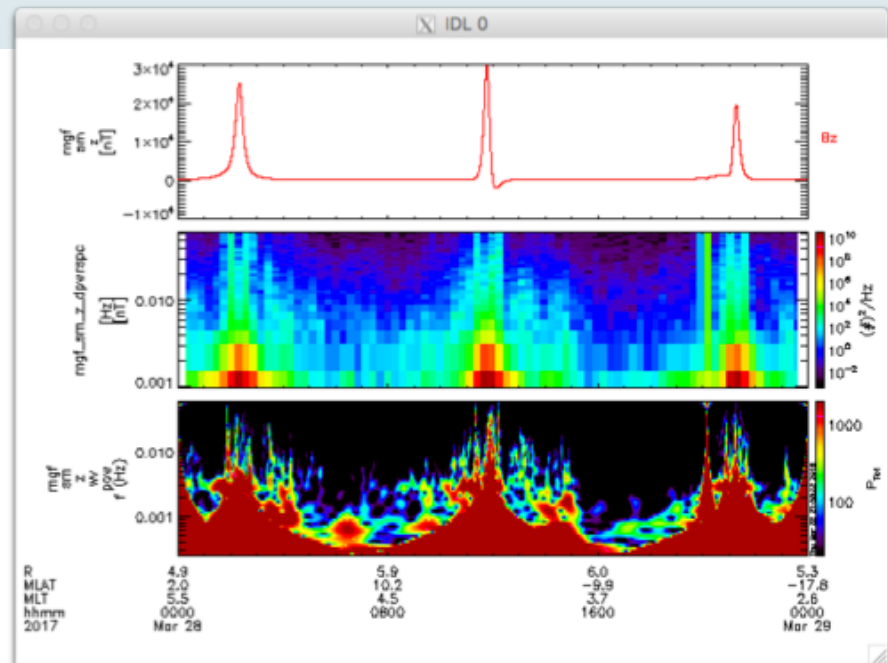 IDL 0
3×10⁴
2×10⁴
1×10⁴
0
−1×10⁴
mgf
sm
z
[nT]
Bz
mgf_sm_z_dpwrspc
[Hz]
[nT]
0.010
0.001
10¹⁰
10⁸
10⁶
10⁴
10²
10⁰
10⁻²
mgf
sm
z
wv
pow
f (Hz)
0.010
0.001
1000
100
P_Tot
R 4.9 5.9 6.0 5.3
MLAT 2.0 10.2 −9.9 −17.8
MLT 5.5 4.5 3.7 2.6
hhmm 0000 0800 1600 0000
2017 Mar 28 Mar 29